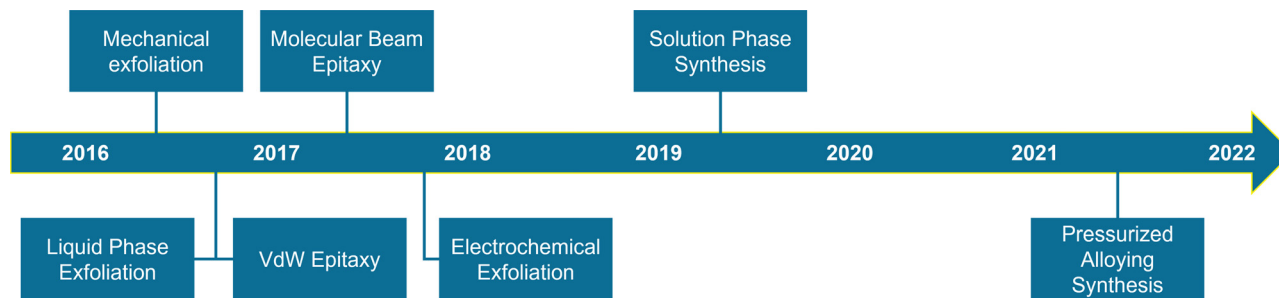 Mechanical
exfoliation
Molecular Beam
Epitaxy
Solution Phase
Synthesis
2016 2017 2018 2019 2020 2021 2022
Liquid Phase
Exfoliation
VdW Epitaxy
Electrochemical
Exfoliation
Pressurized
Alloying
Synthesis